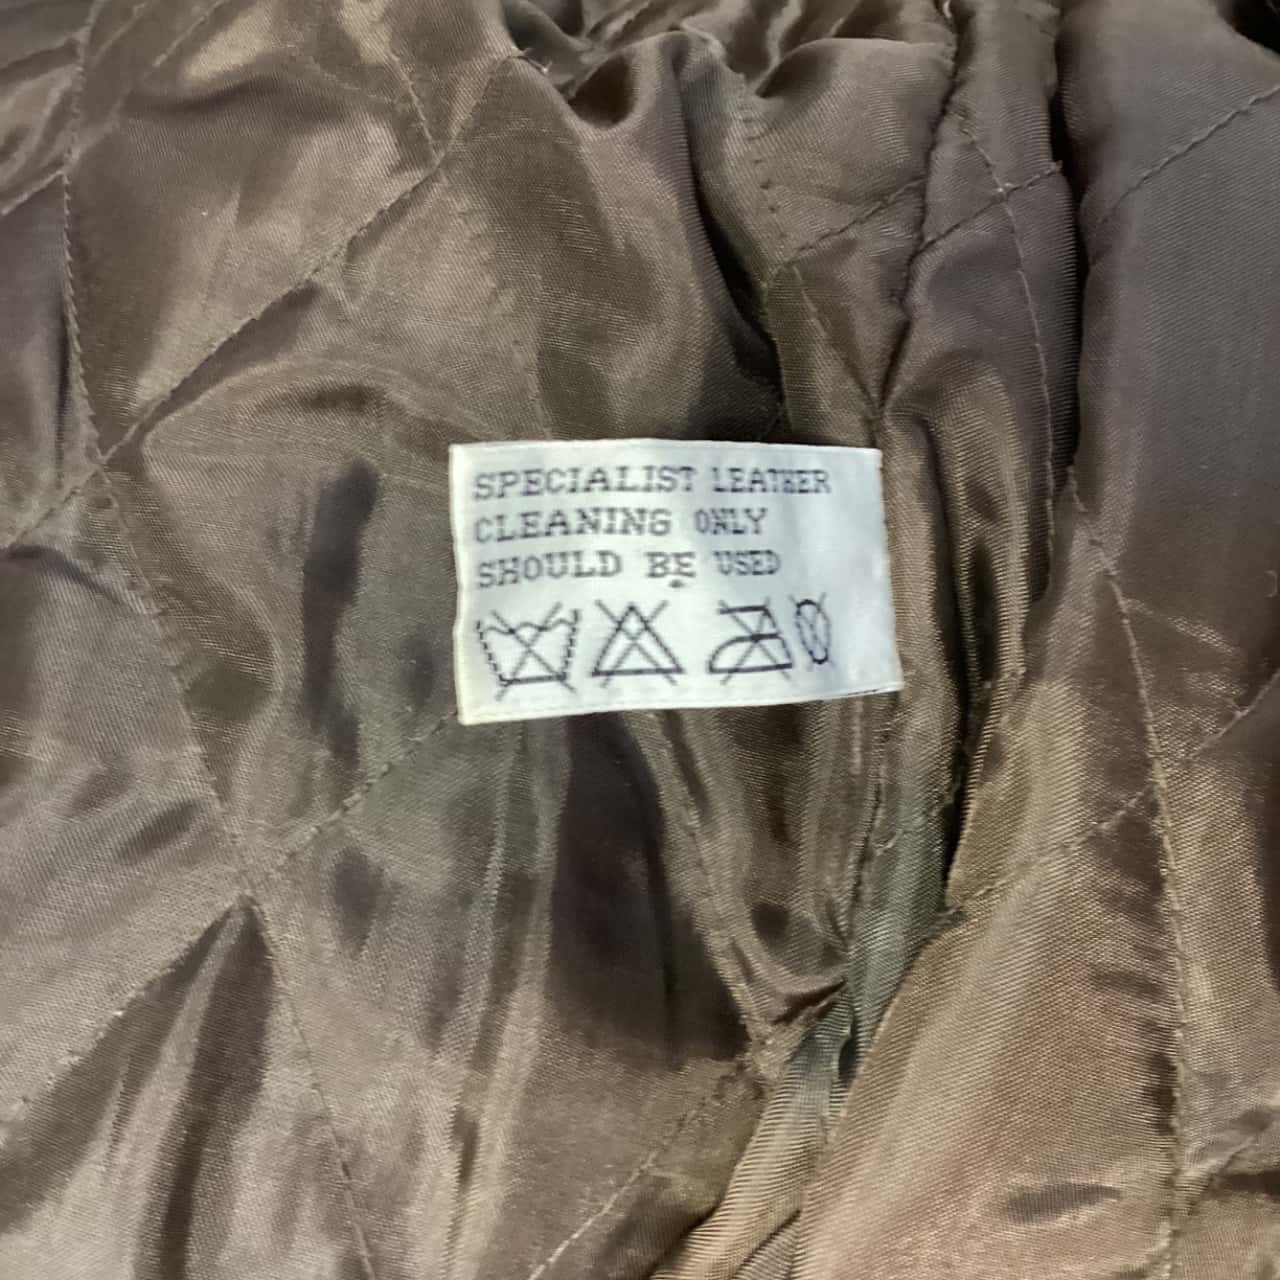 SPECIALIST LEATHER
CLEANING ONLY
SHOULD BE USED